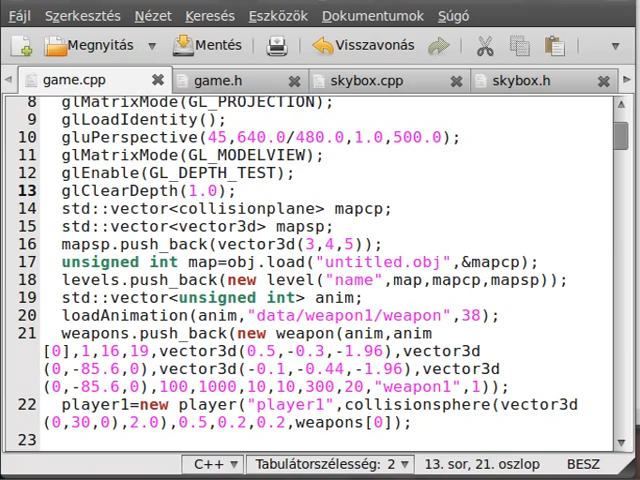 Fájl Szerkesztés Nézet Keresés Eszközök Dokumentumok Súgó
Megnyitás Mentés Visszavonás
game.cpp game.h skybox.cpp skybox.h
8 glMatrixMode(GL_PROJECTION);
9 glLoadIdentity();
10 gluPerspective(45,640.0/480.0,1.0,500.0);
11 glMatrixMode(GL_MODELVIEW);
12 glEnable(GL_DEPTH_TEST);
13 glClearDepth(1.0);
14 std::vector<collisionplane> mapcp;
15 std::vector<vector3d> mapsp;
16 mapsp.push_back(vector3d(3,4,5));
17 unsigned int map=obj.load("untitled.obj",&mapcp);
18 levels.push_back(new level("name",map,mapcp,mapsp));
19 std::vector<unsigned int> anim;
20 loadAnimation(anim,"data/weapon1/weapon",38);
21 weapons.push_back(new weapon(anim,anim
[0],1,16,19,vector3d(0.5,-0.3,-1.96),vector3d
(0,-85.6,0),vector3d(-0.1,-0.44,-1.96),vector3d
(0,-85.6,0),100,1000,10,10,300,20,"weapon1",1));
22 player1=new player("player1",collisionsphere(vector3d
(0,30,0),2.0),0.5,0.2,0.2,weapons[0]);
23
C++ Tabulátorszélesség: 2 13. sor, 21. oszlop BESZ